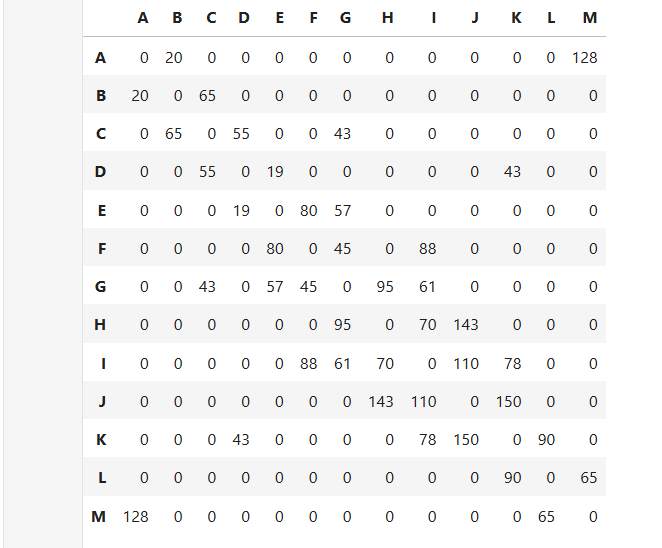 A B C D E F G H I J K L M
A 0 20 0 0 0 0 0 0 0 0 0 0 128
B 20 0 65 0 0 0 0 0 0 0 0 0 0
C 0 65 0 55 0 0 43 0 0 0 0 0 0
D 0 0 55 0 19 0 0 0 0 0 43 0 0
E 0 0 0 19 0 80 57 0 0 0 0 0 0
F 0 0 0 0 80 0 45 0 88 0 0 0 0
G 0 0 43 0 57 45 0 95 61 0 0 0 0
H 0 0 0 0 0 0 95 0 70 143 0 0 0
I 0 0 0 0 0 88 61 70 0 110 78 0 0
J 0 0 0 0 0 0 0 143 110 0 150 0 0
K 0 0 0 43 0 0 0 0 78 150 0 90 0
L 0 0 0 0 0 0 0 0 0 0 90 0 65
M 128 0 0 0 0 0 0 0 0 0 0 65 0